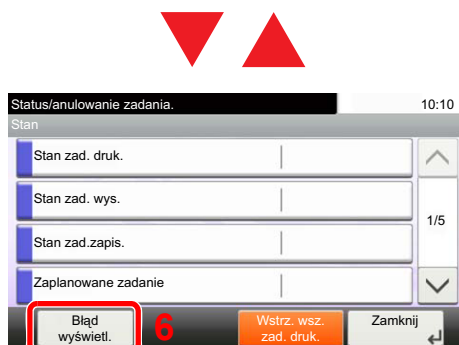 Status/anulowanie zadania. 10:10
Stan
Stan zad. druk.
Stan zad. wys.
1/5
Stan zad.zapis.
Zaplanowane zadanie
Błąd
wyświetl.
6
Wstrz. wsz.
zad. druk.
Zamknij